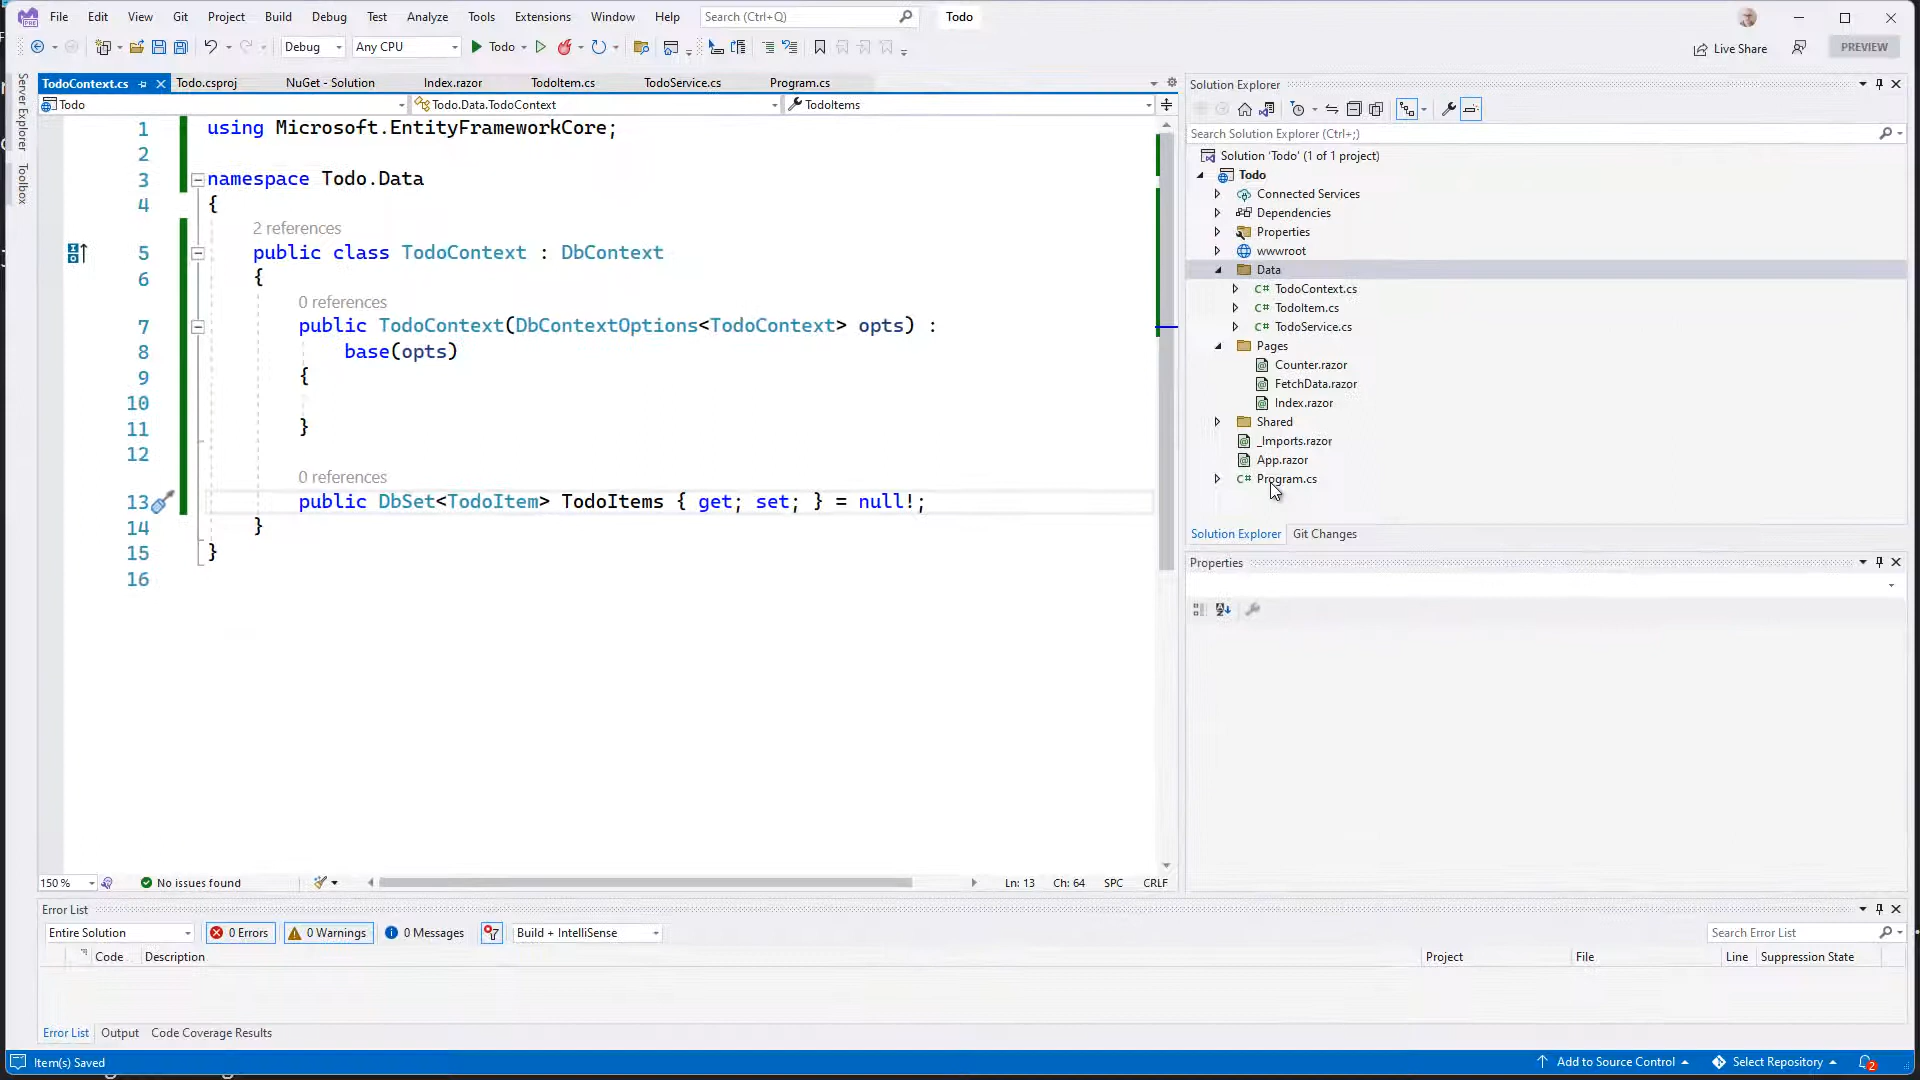 File Edit View Git Project Build Debug Test Analyze Tools Extensions Window Help Search (Ctrl+Q) Todo
Debug Any CPU Todo Live Share PREVIEW
Server Explorer
Toolbox
TodoContext.cs Todo.csproj NuGet - Solution Index.razor TodoItem.cs TodoService.cs Program.cs
Todo Todo.Data.TodoContext TodoItems
1 using Microsoft.EntityFrameworkCore;
2
3 namespace Todo.Data
4 {
2 references
5 public class TodoContext : DbContext
6 {
0 references
7 public TodoContext(DbContextOptions<TodoContext> opts) :
8 base(opts)
9 {
10
11 }
12
0 references
13 public DbSet<TodoItem> TodoItems { get; set; } = null!;
14 }
15 }
16
150 % No issues found Ln: 13 Ch: 64 SPC CRLF
Solution Explorer
Search Solution Explorer (Ctrl+;)
Solution 'Todo' (1 of 1 project)
Todo
Connected Services
Dependencies
Properties
wwwroot
Data
C# TodoContext.cs
C# TodoItem.cs
C# TodoService.cs
Pages
Counter.razor
FetchData.razor
Index.razor
Shared
_Imports.razor
App.razor
C# Program.cs
Solution Explorer Git Changes
Properties
Error List
Entire Solution 0 Errors 0 Warnings 0 Messages Build + IntelliSense Search Error List
Code Description Project File Line Suppression State
Error List Output Code Coverage Results
Item(s) Saved Add to Source Control Select Repository 2